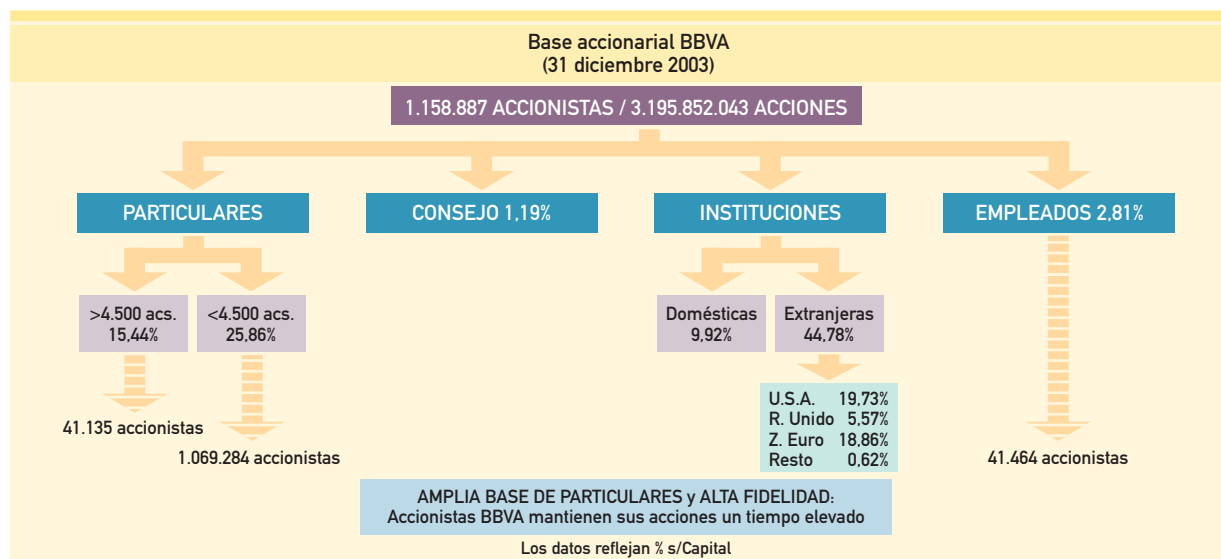 Base accionarial BBVA
(31 diciembre 2003)
1.158.887 ACCIONISTAS / 3.195.852.043 ACCIONES
PARTICULARES
CONSEJO 1,19%
INSTITUCIONES
EMPLEADOS 2,81%
>4.500 acs.
15,44%
<4.500 acs.
25,86%
Domésticas
9,92%
Extranjeras
44,78%
U.S.A. 19,73%
R. Unido 5,57%
Z. Euro 18,86%
Resto 0,62%
41.135 accionistas
1.069.284 accionistas
41.464 accionistas
AMPLIA BASE DE PARTICULARES y ALTA FIDELIDAD:
Accionistas BBVA mantienen sus acciones un tiempo elevado
Los datos reflejan % s/Capital